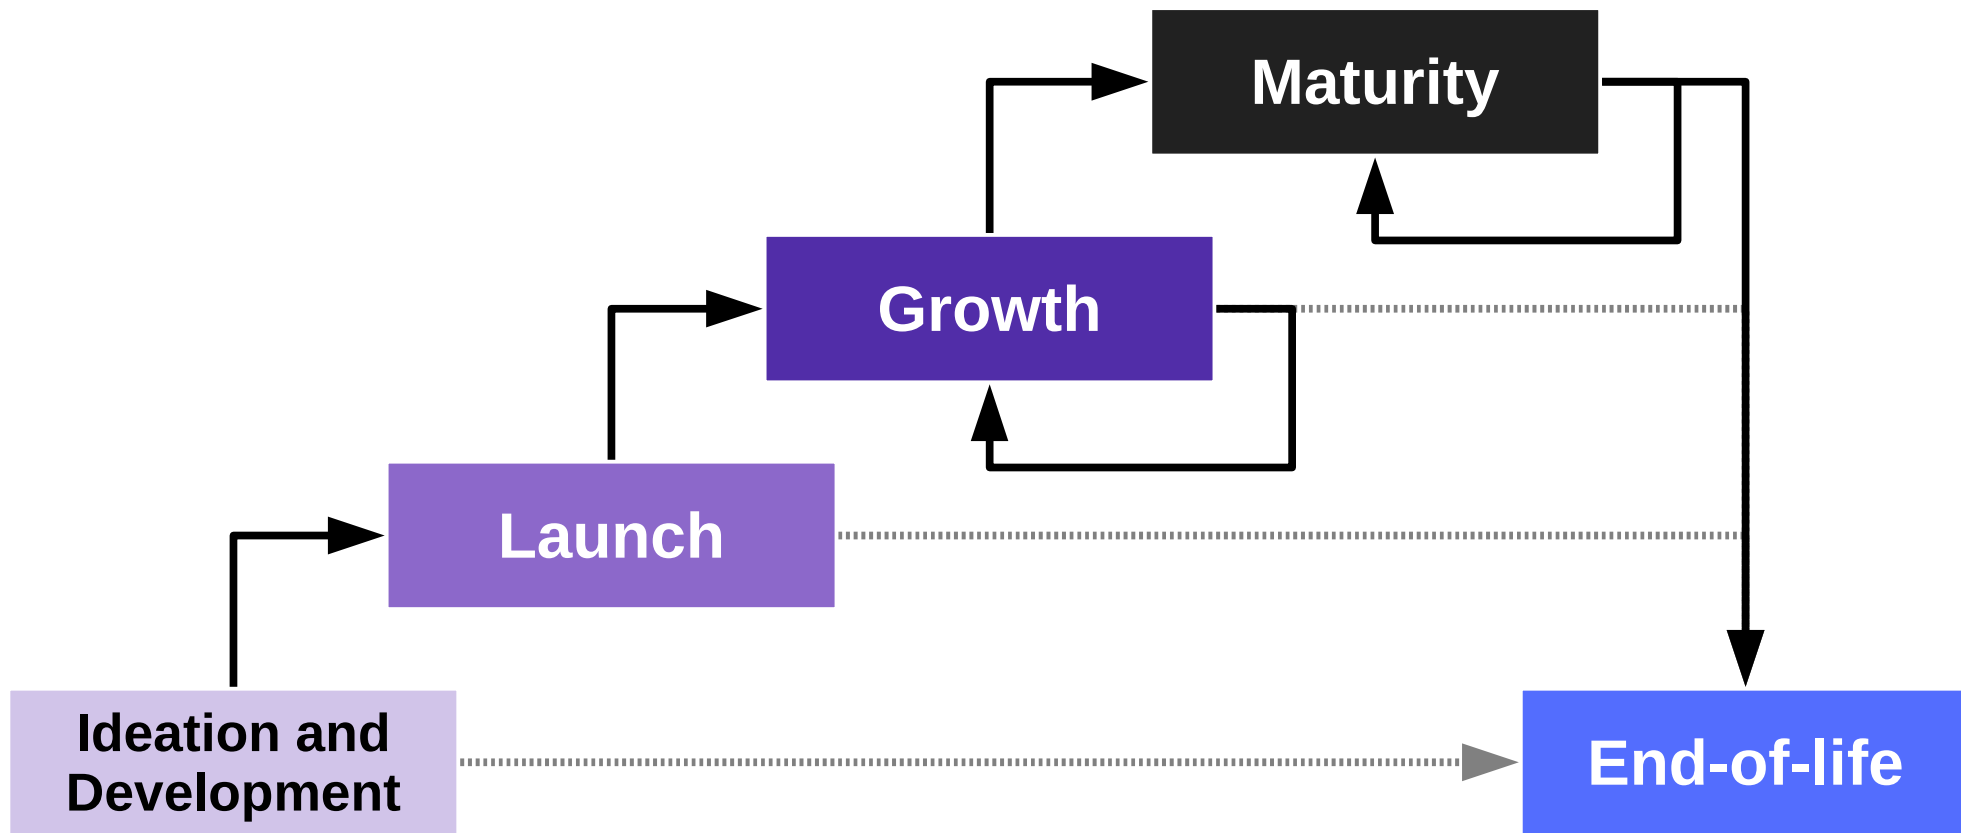 Maturity
Growth
Launch
Ideation and
Development
End-of-life